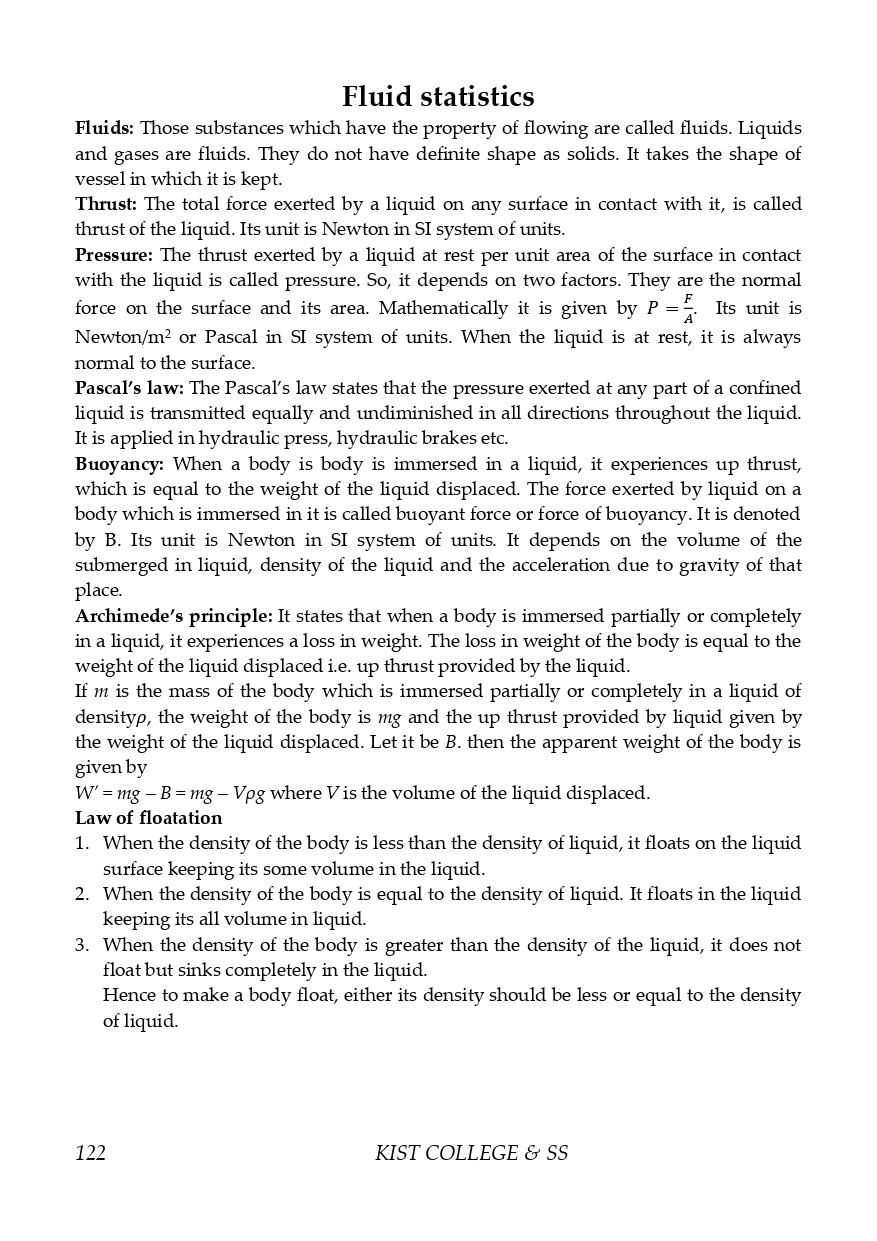 Fluid statistics
Fluids: Those substances which have the property of flowing are called fluids. Liquids
and gases are fluids. They do not have definite shape as solids. It takes the shape of
vessel in which it is kept.
Thrust: The total force exerted by a liquid on any surface in contact with it, is called
thrust of the liquid. Its unit is Newton in SI system of units.
Pressure: The thrust exerted by a liquid at rest per unit area of the surface in contact
with the liquid is called pressure. So, it depends on two factors. They are the normal
force on the surface and its area. Mathematically it is given by P = F/A. Its unit is
Newton/m² or Pascal in SI system of units. When the liquid is at rest, it is always
normal to the surface.
Pascal’s law: The Pascal’s law states that the pressure exerted at any part of a confined
liquid is transmitted equally and undiminished in all directions throughout the liquid.
It is applied in hydraulic press, hydraulic brakes etc.
Buoyancy: When a body is body is immersed in a liquid, it experiences up thrust,
which is equal to the weight of the liquid displaced. The force exerted by liquid on a
body which is immersed in it is called buoyant force or force of buoyancy. It is denoted
by B. Its unit is Newton in SI system of units. It depends on the volume of the
submerged in liquid, density of the liquid and the acceleration due to gravity of that
place.
Archimede’s principle: It states that when a body is immersed partially or completely
in a liquid, it experiences a loss in weight. The loss in weight of the body is equal to the
weight of the liquid displaced i.e. up thrust provided by the liquid.
If m is the mass of the body which is immersed partially or completely in a liquid of
densityρ, the weight of the body is mg and the up thrust provided by liquid given by
the weight of the liquid displaced. Let it be B. then the apparent weight of the body is
given by
W’ = mg – B = mg – Vρg where V is the volume of the liquid displaced.
Law of floatation
1. When the density of the body is less than the density of liquid, it floats on the liquid
surface keeping its some volume in the liquid.
2. When the density of the body is equal to the density of liquid. It floats in the liquid
keeping its all volume in liquid.
3. When the density of the body is greater than the density of the liquid, it does not
float but sinks completely in the liquid.
Hence to make a body float, either its density should be less or equal to the density
of liquid.
122 KIST COLLEGE & SS